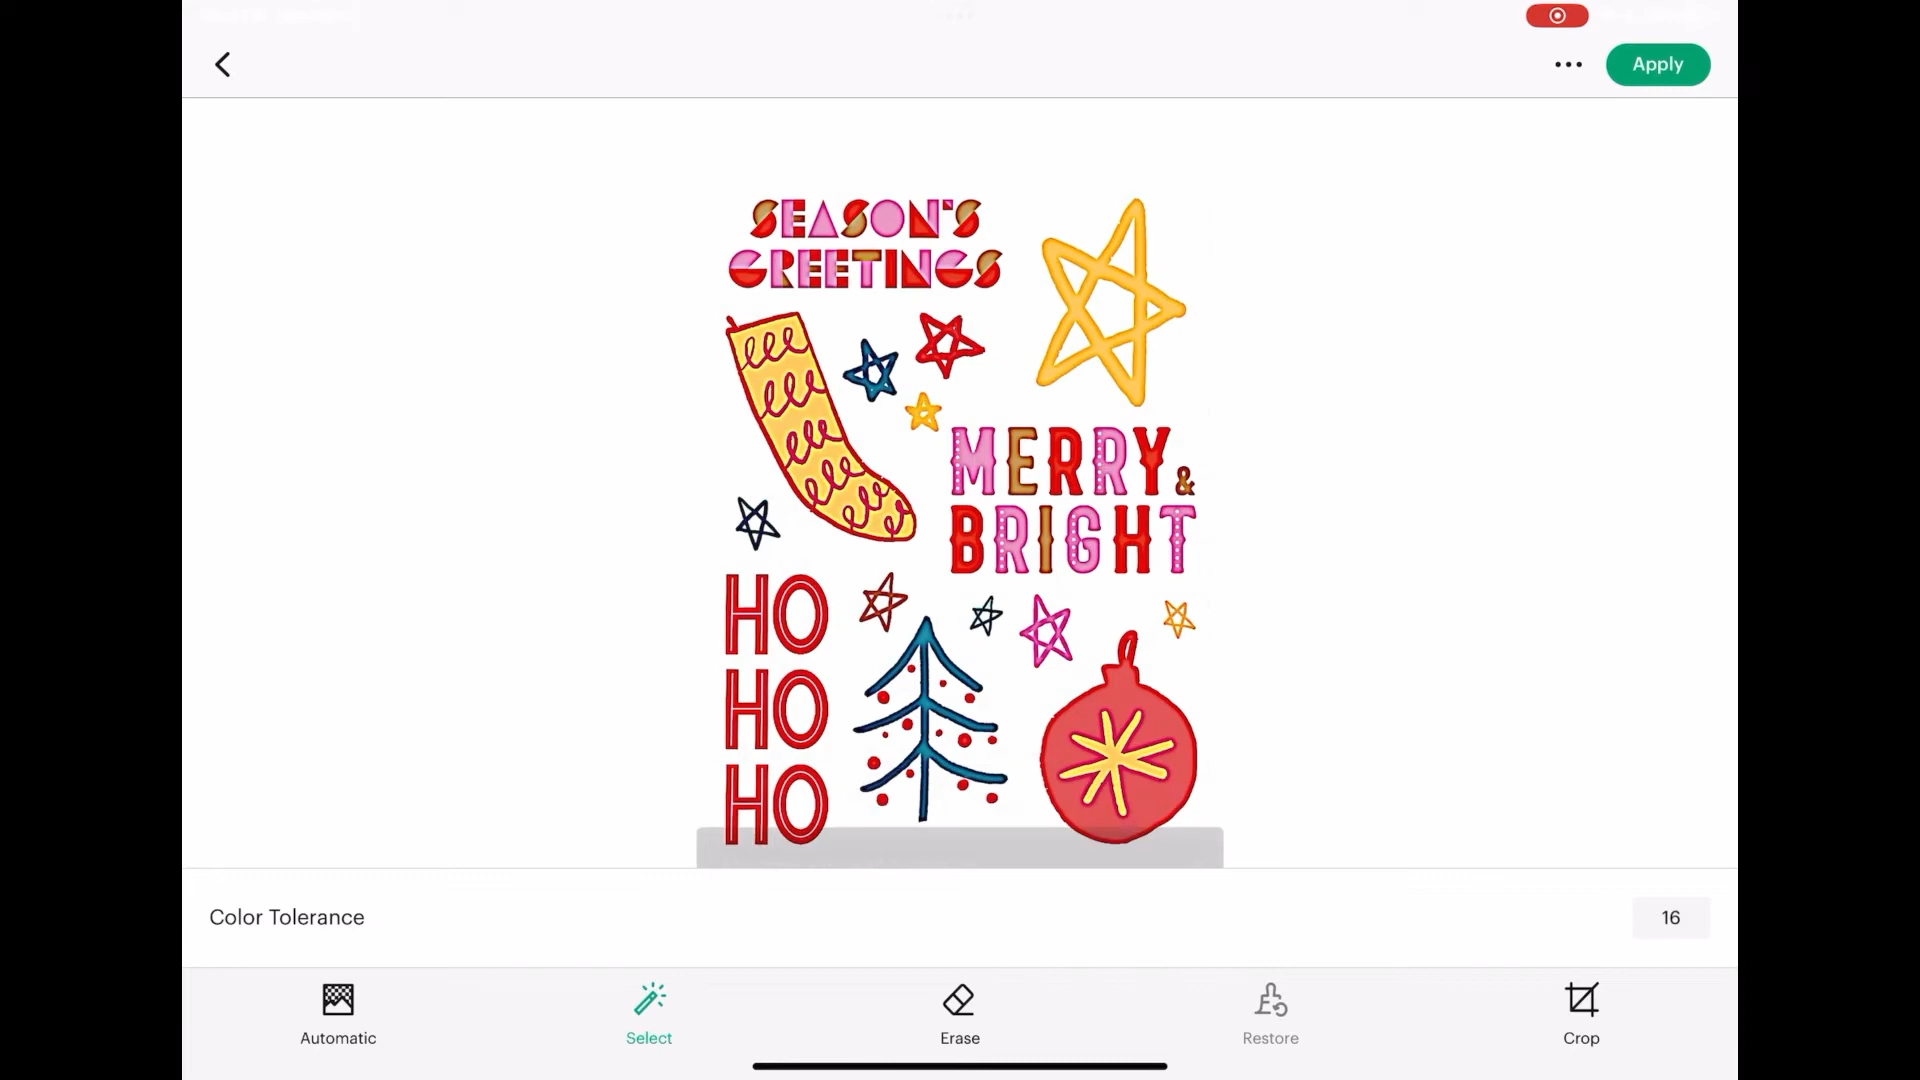 Apply
SEASON'S
GREETINGS
MERRY &
BRIGHT
HO
HO
HO
Color Tolerance
16
Automatic
Select
Erase
Restore
Crop